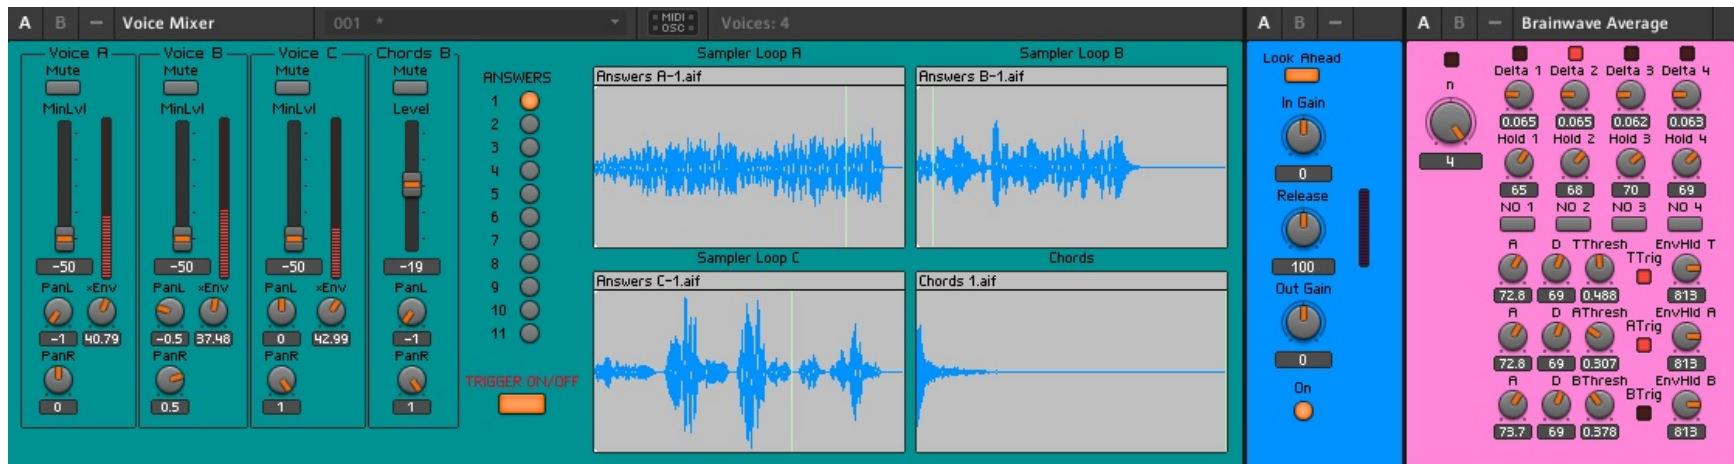 A B — Voice Mixer 001 * MIDI OSC Voices: 4
Voice A Voice B Voice C Chords B
Mute Mute Mute Mute
MinLvl MinLvl MinLvl Level
-50 -50 -50 -19
PanL xEnv PanL xEnv PanL xEnv PanL
-1 40.79 -0.5 37.48 0 42.99 -1
PanR PanR PanR PanR
0 0.5 1 1
ANSWERS
1
2
3
4
5
6
7
8
9
10
11
TRIGGER ON/OFF
Sampler Loop A
Answers A-1.aif
Sampler Loop B
Answers B-1.aif
Sampler Loop C
Answers C-1.aif
Chords
Chords 1.aif
A B —
Look Ahead
In Gain
0
Release
100
Out Gain
0
On
A B — Brainwave Average
n
4
Delta 1 Delta 2 Delta 3 Delta 4
0.065 0.065 0.062 0.063
Hold 1 Hold 2 Hold 3 Hold 4
65 68 70 69
NO 1 NO 2 NO 3 NO 4
A D TThresh EnvHld T
TTrig
72.8 69 0.488 813
A D AThresh EnvHld A
ATrig
72.8 69 0.307 813
A D BThresh EnvHld B
BTrig
73.7 69 0.378 813